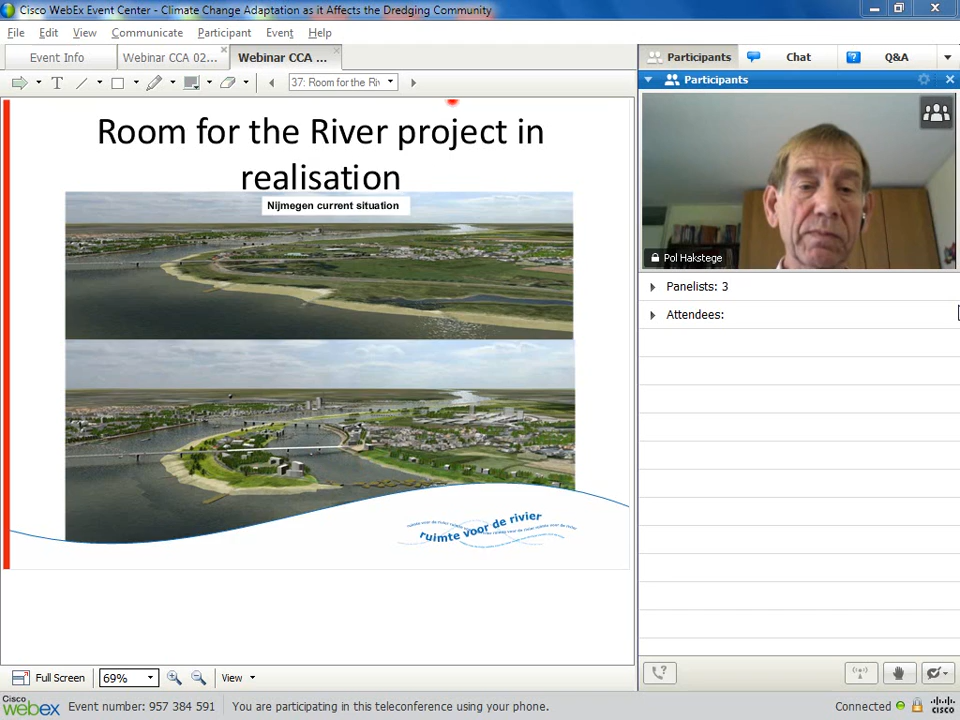 Cisco WebEx Event Center - Climate Change Adaptation as it Affects the Dredging Community
File Edit View Communicate Participant Event Help
Event Info
Webinar CCA 02...
Webinar CCA ...
Participants
Chat
Q&A
T
37: Room for the Riv
Participants
Room for the River project in
realisation
Nijmegen current situation
ruimte voor de rivier
Pol Hakstege
Panelists: 3
Attendees:
Full Screen
69%
View
Cisco
webex
Event number: 957 384 591
You are participating in this teleconference using your phone.
Connected
CISCO